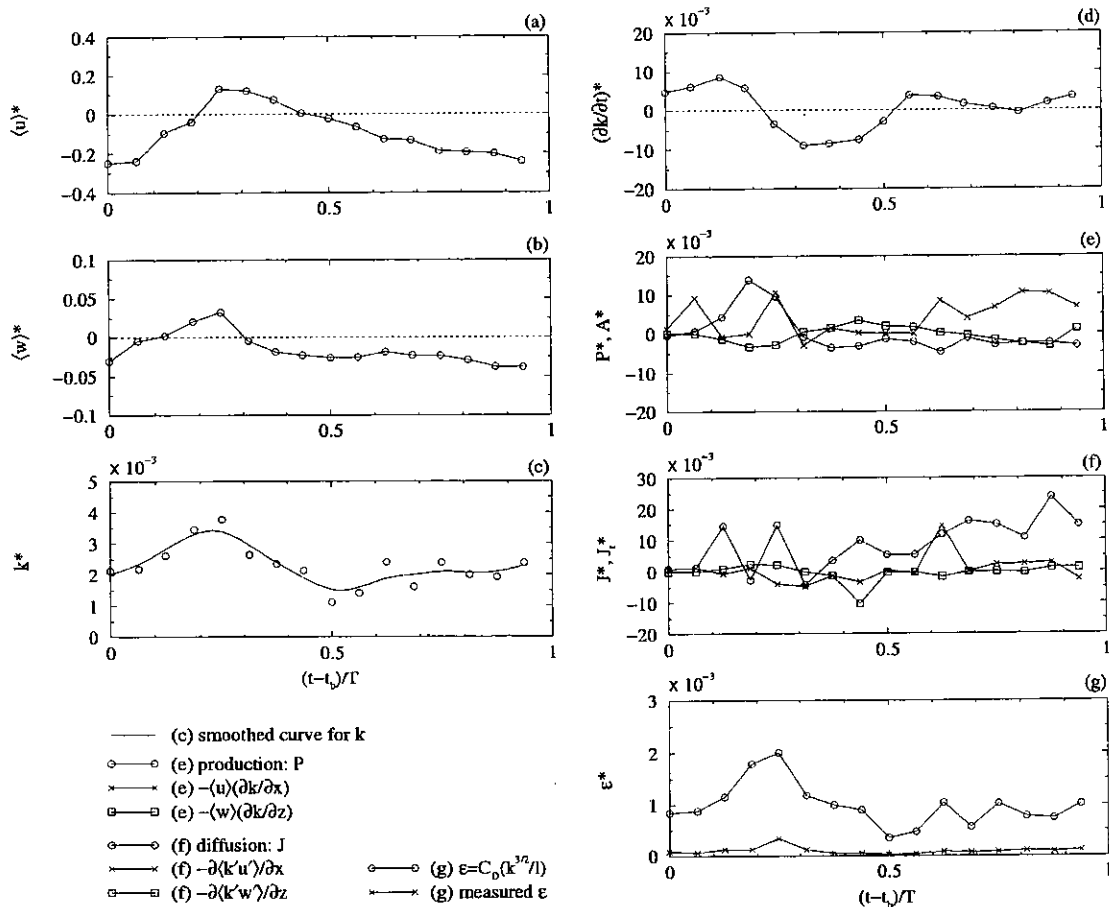 (a)
0.4
0.2
0
−0.2
−0.4
⟨u⟩*
0 0.5 1
(b)
0.1
0.05
0
−0.05
−0.1
⟨w⟩*
0 0.5 1
(c)
x 10⁻³
5
4
3
2
1
0
k*
0 0.5 1
(t−t_b)/T
(d)
x 10⁻³
20
10
0
−10
−20
(∂k/∂t)*
0 0.5 1
(e)
x 10⁻³
20
10
0
−10
−20
P*, A*
0 0.5 1
(f)
x 10⁻³
30
20
10
0
−10
−20
J*, J_t*
0 0.5 1
(g)
x 10⁻³
3
2
1
0
ε*
0 0.5 1
(t−t_b)/T
(c) smoothed curve for k
(e) production: P
(e) −⟨u⟩(∂k/∂x)
(e) −⟨w⟩(∂k/∂z)
(f) diffusion: J
(f) −∂⟨k′u′⟩/∂x
(f) −∂⟨k′w′⟩/∂z
(g) ε=C_D(k^{3/2}/l)
(g) measured ε